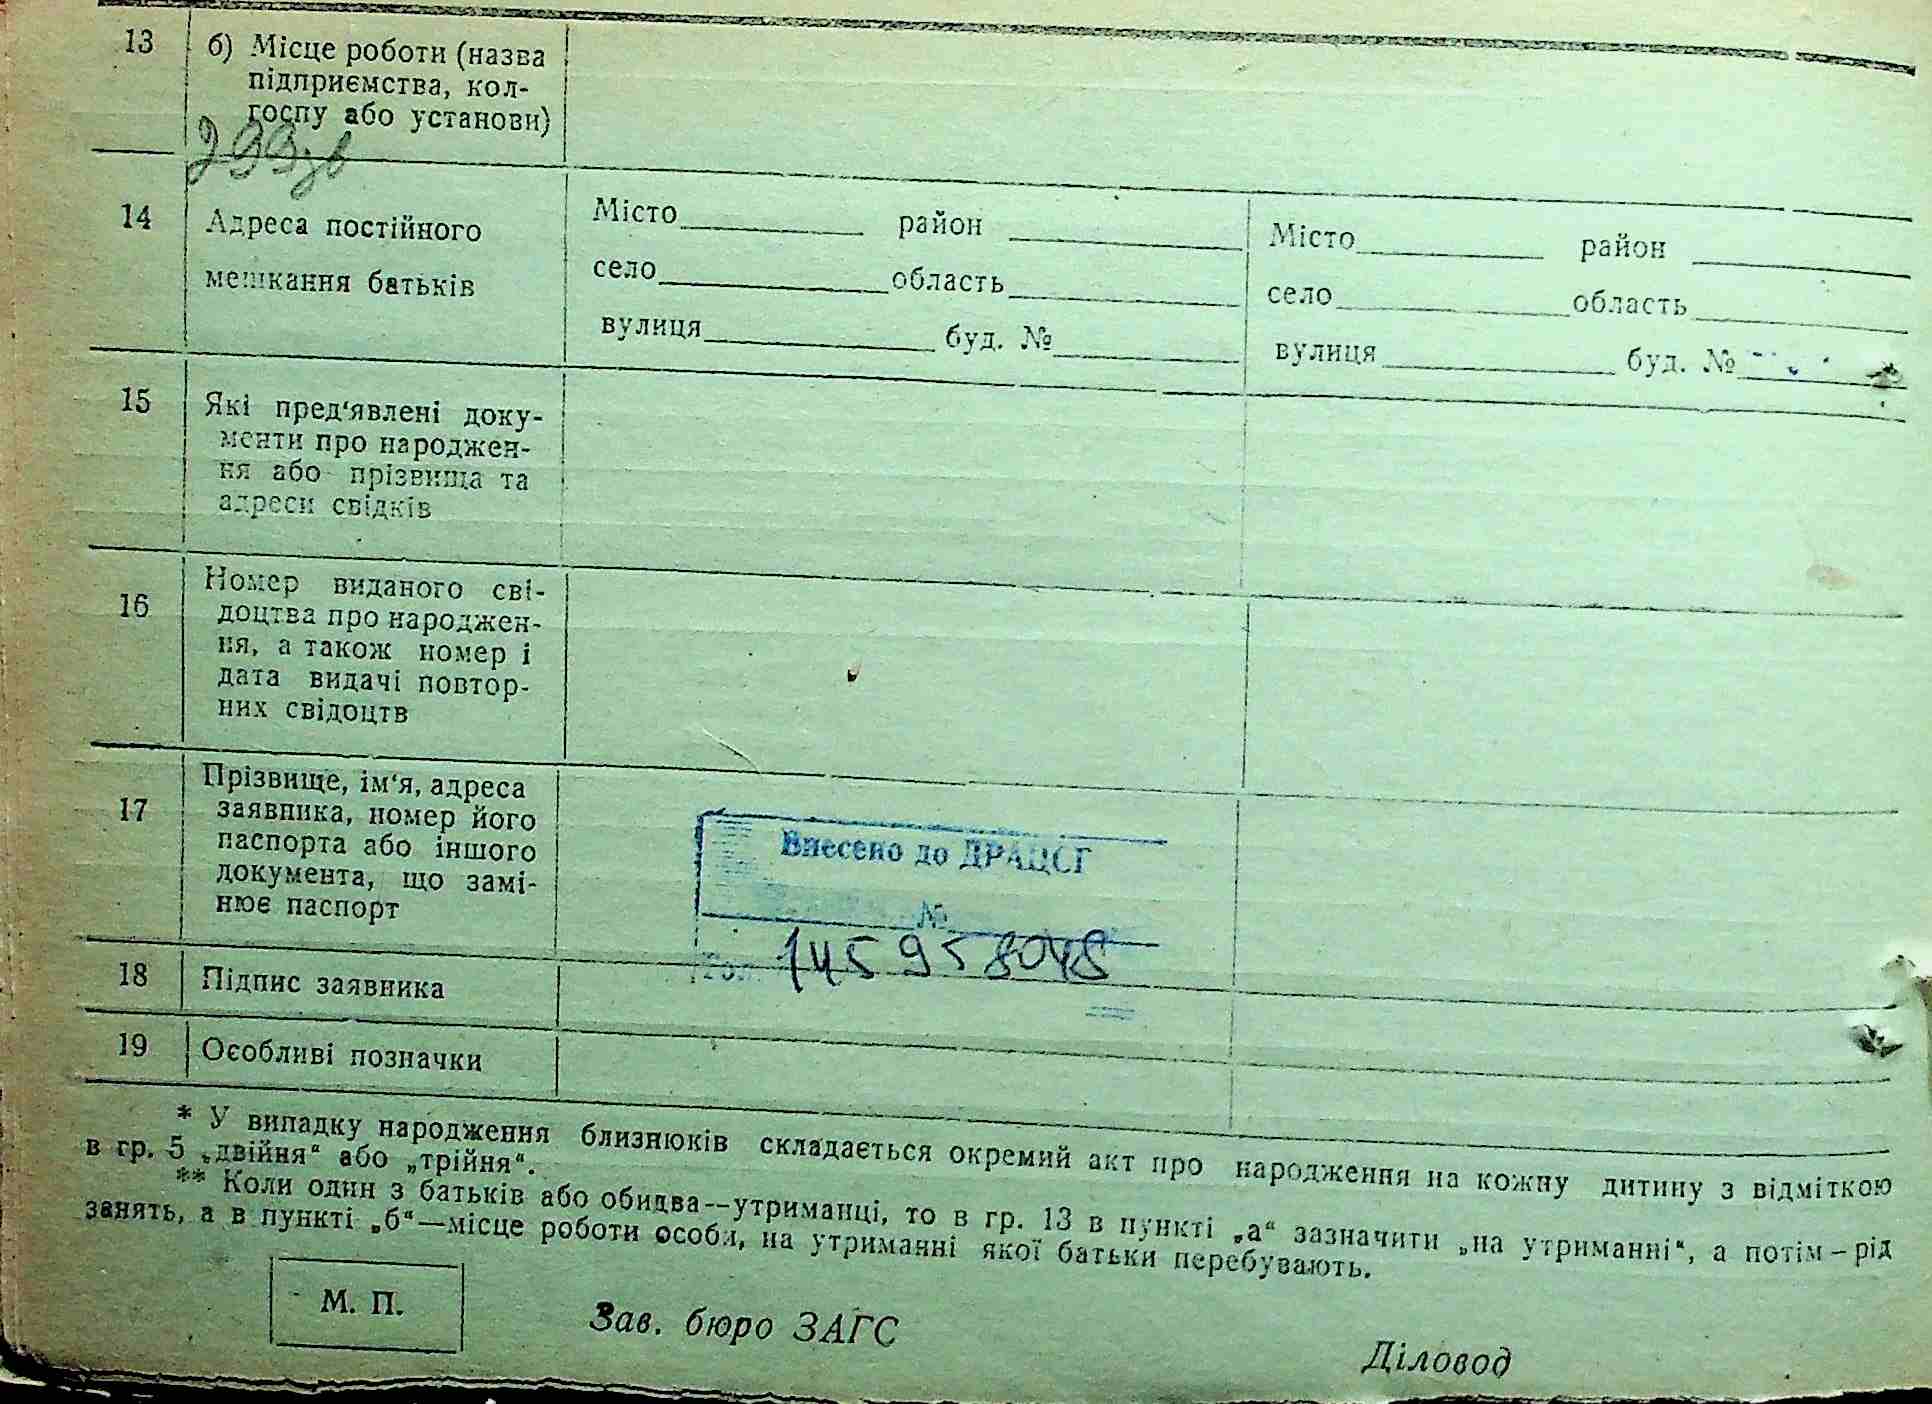 13
б) Місце роботи (назва
підприємства, кол-
госпу або установи)
299зв
14
Адреса постійного
мешкання батьків
Місто район
село область
вулиця буд. №
Місто район
село область
вулиця буд. №
15
Які пред'явлені доку-
менти про народжен-
ня або прізвища та
адреси свідків
16
Номер виданого сві-
доцтва про народжен-
ня, а також номер і
дата видачі повтор-
них свідоцтв
17
Прізвище, ім'я, адреса
заявника, номер його
паспорта або іншого
документа, що замі-
нює паспорт
Внесено до ДРАЦСГ
№
145958048
18
Підпис заявника
19
Особливі позначки
* У випадку народження близнюків складається окремий акт про народження на кожну дитину з відміткою
в гр. 5 „двійня“ або „трійня“.
** Коли один з батьків або обидва—утриманці, то в гр. 13 в пункті „а“ зазначити „на утриманні“, а потім – рід
занять, а в пункті „б“—місце роботи особи, на утриманні якої батьки перебувають.
М. П.
Зав. бюро ЗАГС
Діловод